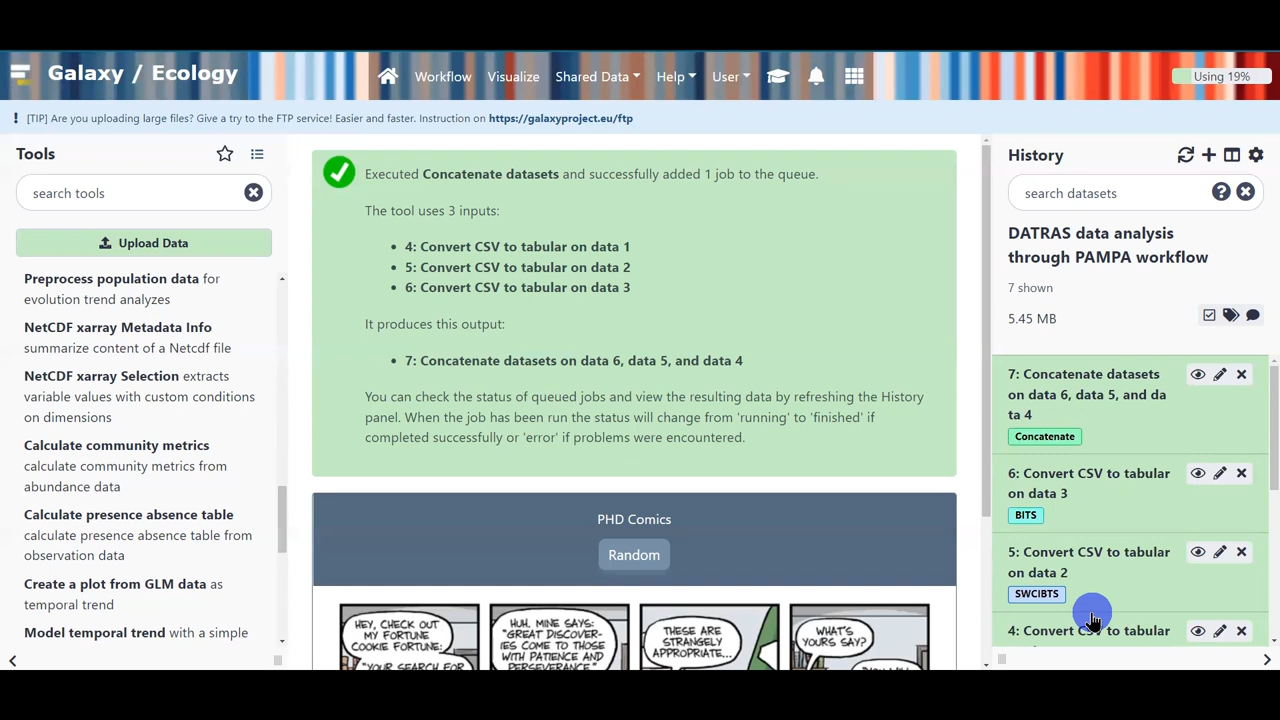 Galaxy / Ecology
Workflow
Visualize
Shared Data
Help
User
Using 19%
! [TIP] Are you uploading large files? Give a try to the FTP service! Easier and faster. Instruction on https://galaxyproject.eu/ftp
Tools
search tools
Upload Data
Preprocess population data for
evolution trend analyzes
NetCDF xarray Metadata Info
summarize content of a Netcdf file
NetCDF xarray Selection extracts
variable values with custom conditions
on dimensions
Calculate community metrics
calculate community metrics from
abundance data
Calculate presence absence table
calculate presence absence table from
observation data
Create a plot from GLM data as
temporal trend
Model temporal trend with a simple
Executed Concatenate datasets and successfully added 1 job to the queue.
The tool uses 3 inputs:
• 4: Convert CSV to tabular on data 1
• 5: Convert CSV to tabular on data 2
• 6: Convert CSV to tabular on data 3
It produces this output:
• 7: Concatenate datasets on data 6, data 5, and data 4
You can check the status of queued jobs and view the resulting data by refreshing the History
panel. When the job has been run the status will change from 'running' to 'finished' if
completed successfully or 'error' if problems were encountered.
PHD Comics
Random
HEY, CHECK OUT
MY FORTUNE
COOKIE FORTUNE:
"YOUR SEARCH FOR
HUH. MINE SAYS:
"GREAT DISCOVER-
IES COME TO THOSE
WITH PATIENCE AND
PERSEVERANCE."
THESE ARE
STRANGELY
APPROPRIATE...
WHAT'S
YOURS SAY?
History
search datasets
DATRAS data analysis
through PAMPA workflow
7 shown
5.45 MB
7: Concatenate datasets
on data 6, data 5, and da
ta 4
Concatenate
6: Convert CSV to tabular
on data 3
BITS
5: Convert CSV to tabular
on data 2
SWCIBTS
4: Convert CSV to tabular